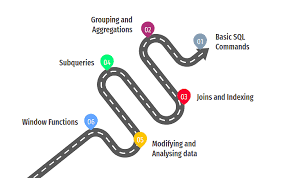 Grouping and
Aggregations
02
01
Basic SQL
Commands
Subqueries
04
03
Joins and Indexing
Window Functions
06
05
Modifying and
Analysing data